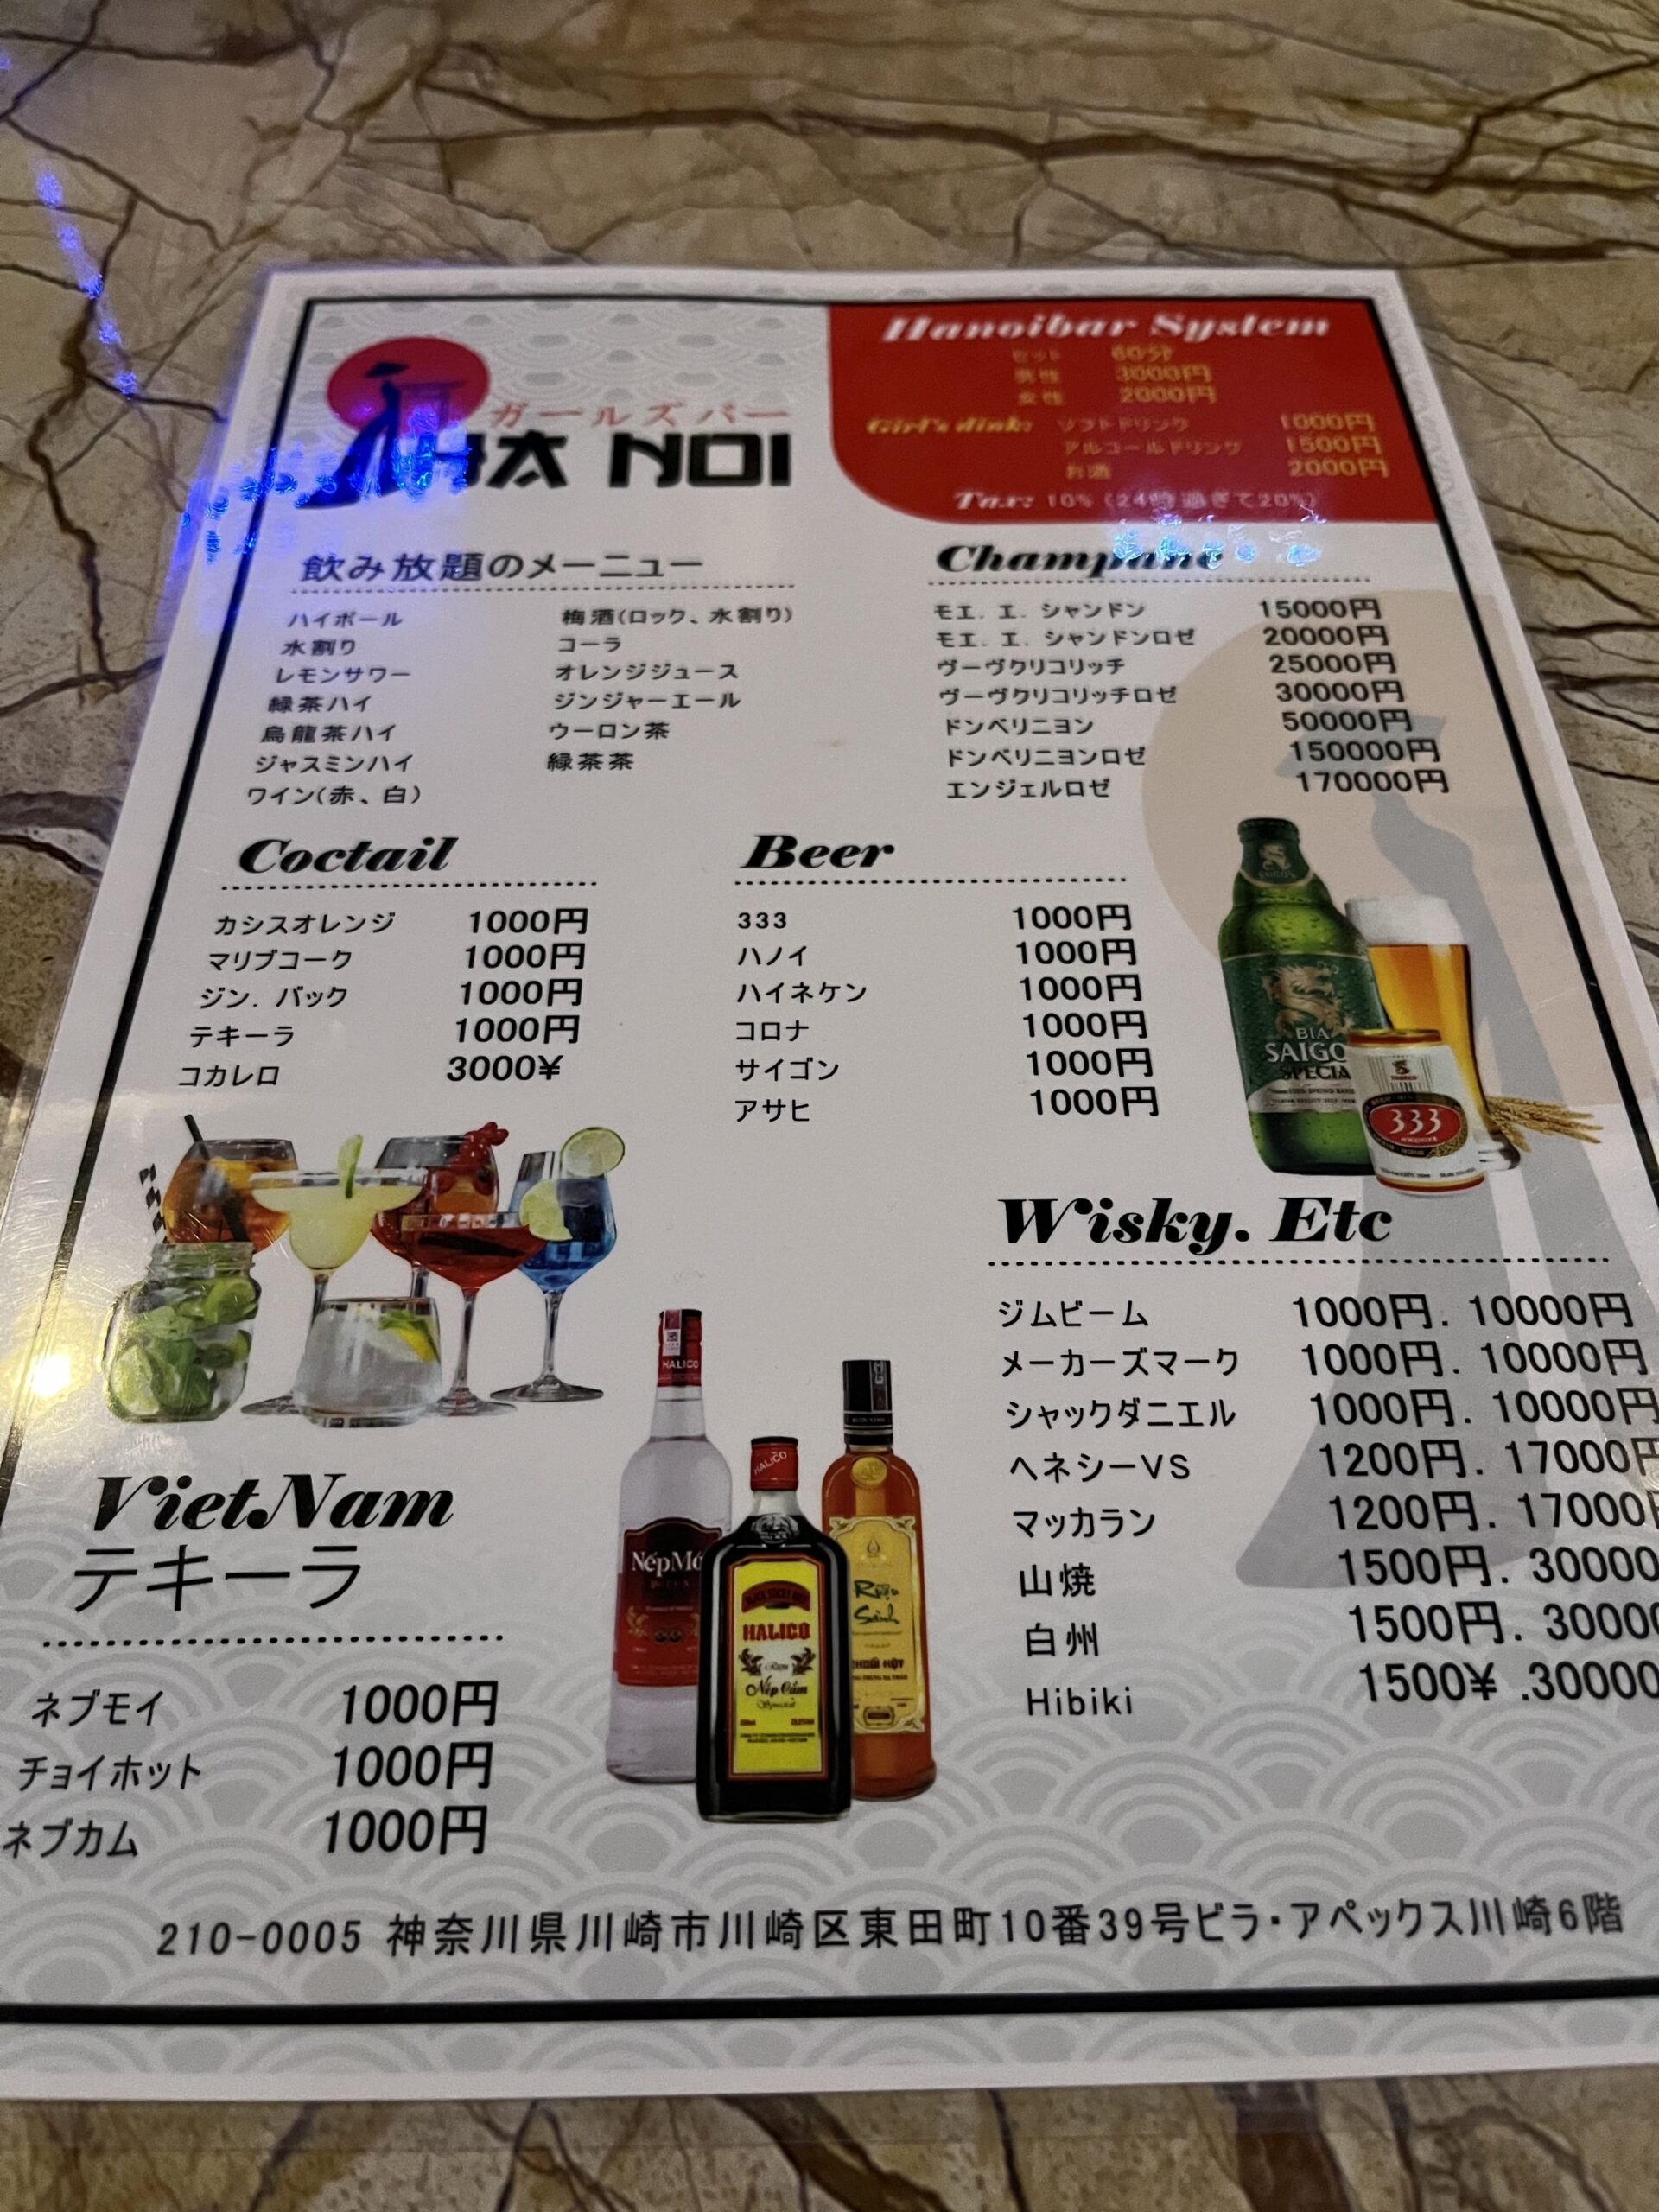 ガールズバー
HA NOI
Hanoibar System
セット 60分
男性 3000円
女性 2000円
Girl's dink: ソフトドリンク 1000円
アルコールドリンク 1500円
お酒 2000円
Tax: 10% (24時過ぎて20%)
飲み放題のメーニュー
ハイボール 梅酒(ロック、水割り)
水割り コーラ
レモンサワー オレンジジュース
緑茶ハイ ジンジャーエール
烏龍茶ハイ ウーロン茶
ジャスミンハイ 緑茶茶
ワイン(赤、白)
Champane
モエ. エ. シャンドン 15000円
モエ. エ. シャンドンロゼ 20000円
ヴーヴクリコリッチ 25000円
ヴーヴクリコリッチロゼ 30000円
ドンベリニヨン 50000円
ドンベリニヨンロゼ 150000円
エンジェルロゼ 170000円
Coctail
カシスオレンジ 1000円
マリブコーク 1000円
ジン. バック 1000円
テキーラ 1000円
コカレロ 3000¥
Beer
333 1000円
ハノイ 1000円
ハイネケン 1000円
コロナ 1000円
サイゴン 1000円
アサヒ 1000円
SAIGON
BIA
SAIGO
SPECIA
333
Wisky. Etc
ジムビーム 1000円. 10000円
メーカーズマーク 1000円. 10000円
シャックダニエル 1000円. 10000円
ヘネシーVS 1200円. 17000円
マッカラン 1200円. 17000円
山焼 1500円. 30000
白州 1500円. 30000
Hibiki 1500¥ .30000
HALICO
NếpMớ
HALICO
HALICO
Nếp Cẩm
Rượu
Sành
VietNam
テキーラ
ネブモイ 1000円
チョイホット 1000円
ネブカム 1000円
210-0005 神奈川県川崎市川崎区東田町10番39号ビラ・アペックス川崎6階